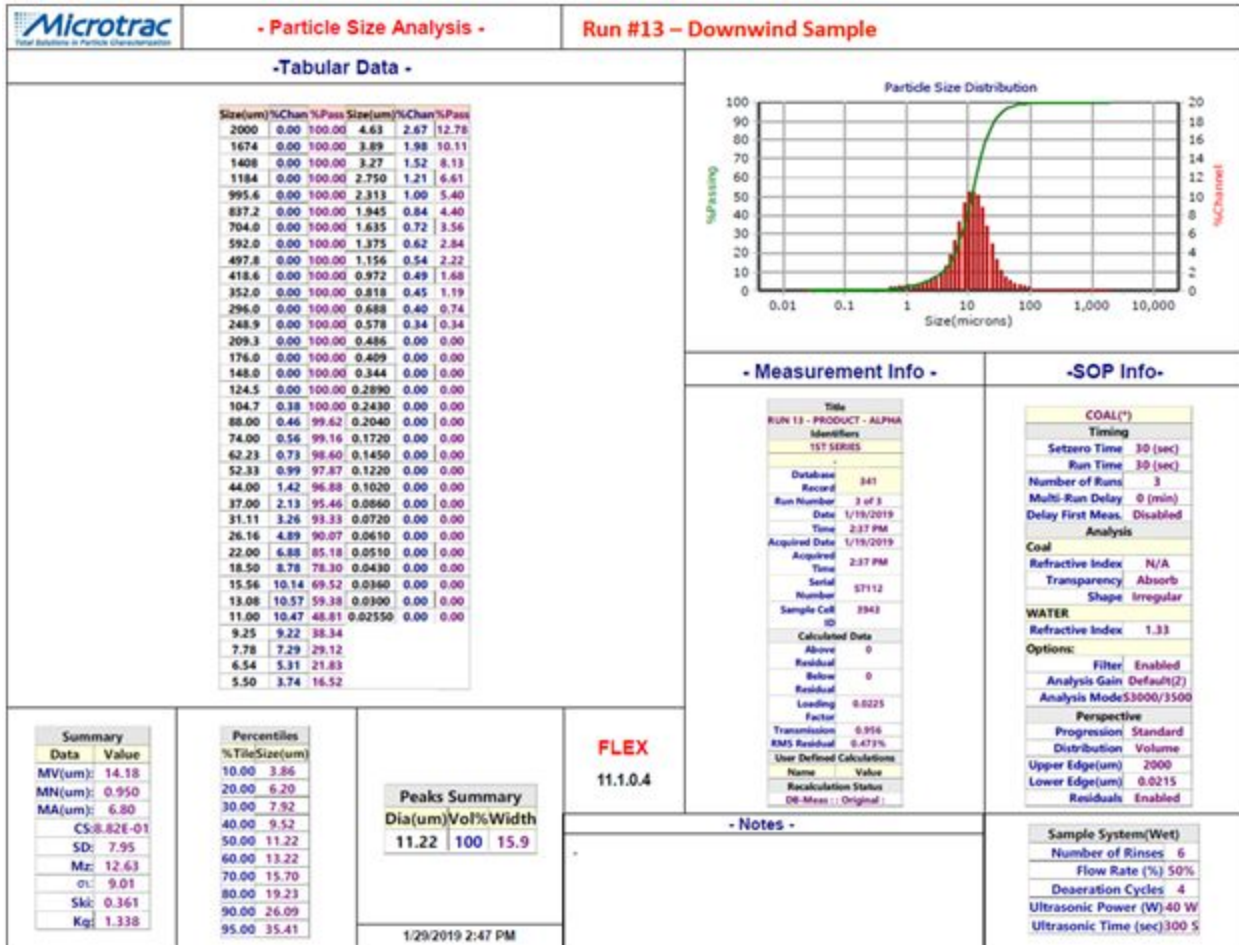 Microtrac
Total Solutions in Particle Characterization
- Particle Size Analysis -
Run #13 – Downwind Sample
-Tabular Data -
Size(um) %Chan %Pass Size(um) %Chan %Pass
2000 0.00 100.00 4.63 2.67 12.78
1674 0.00 100.00 3.89 1.98 10.11
1408 0.00 100.00 3.27 1.52 8.13
1184 0.00 100.00 2.750 1.21 6.61
995.6 0.00 100.00 2.313 1.00 5.40
837.2 0.00 100.00 1.945 0.84 4.40
704.0 0.00 100.00 1.635 0.72 3.56
592.0 0.00 100.00 1.375 0.62 2.84
497.8 0.00 100.00 1.156 0.54 2.22
418.6 0.00 100.00 0.972 0.49 1.68
352.0 0.00 100.00 0.818 0.45 1.19
296.0 0.00 100.00 0.688 0.40 0.74
248.9 0.00 100.00 0.578 0.34 0.34
209.3 0.00 100.00 0.486 0.00 0.00
176.0 0.00 100.00 0.409 0.00 0.00
148.0 0.00 100.00 0.344 0.00 0.00
124.5 0.00 100.00 0.2890 0.00 0.00
104.7 0.38 100.00 0.2430 0.00 0.00
88.00 0.46 99.62 0.2040 0.00 0.00
74.00 0.56 99.16 0.1720 0.00 0.00
62.23 0.73 98.60 0.1450 0.00 0.00
52.33 0.99 97.87 0.1220 0.00 0.00
44.00 1.42 96.88 0.1020 0.00 0.00
37.00 2.13 95.46 0.0860 0.00 0.00
31.11 3.26 93.33 0.0720 0.00 0.00
26.16 4.89 90.07 0.0610 0.00 0.00
22.00 6.88 85.18 0.0510 0.00 0.00
18.50 8.78 78.30 0.0430 0.00 0.00
15.56 10.14 69.52 0.0360 0.00 0.00
13.08 10.57 59.38 0.0300 0.00 0.00
11.00 10.47 48.81 0.02550 0.00 0.00
9.25 9.22 38.34
7.78 7.29 29.12
6.54 5.31 21.83
5.50 3.74 16.52
Particle Size Distribution
%Passing
100
90
80
70
60
50
40
30
20
10
0
20
18
16
14
12
10
8
6
4
2
0
%Channel
0.01 0.1 1 10 100 1,000 10,000
Size(microns)
- Measurement Info -
Title
RUN 13 - PRODUCT - ALPHA
Identifiers
1ST SERIES
-
Database Record 341
Run Number 3 of 3
Date 1/19/2019
Time 2:37 PM
Acquired Date 1/19/2019
Acquired Time 2:37 PM
Serial Number S7112
Sample Cell ID 3943
Calculated Data
Above Residual 0
Below Residual 0
Loading Factor 0.0225
Transmission 0.956
RMS Residual 0.473%
User Defined Calculations
Name Value
Recalculation Status
DB-Meas : : Original :
-SOP Info-
COAL(*)
Timing
Setzero Time 30 (sec)
Run Time 30 (sec)
Number of Runs 3
Multi-Run Delay 0 (min)
Delay First Meas. Disabled
Analysis
Coal
Refractive Index N/A
Transparency Absorb
Shape Irregular
WATER
Refractive Index 1.33
Options:
Filter Enabled
Analysis Gain Default(2)
Analysis Mode S3000/3500
Perspective
Progression Standard
Distribution Volume
Upper Edge(um) 2000
Lower Edge(um) 0.0215
Residuals Enabled
Summary
Data Value
MV(um): 14.18
MN(um): 0.950
MA(um): 6.80
CS: 8.82E-01
SD: 7.95
Mz: 12.63
σι: 9.01
Ski: 0.361
Kg: 1.338
Percentiles
%Tile Size(um)
10.00 3.86
20.00 6.20
30.00 7.92
40.00 9.52
50.00 11.22
60.00 13.22
70.00 15.70
80.00 19.23
90.00 26.09
95.00 35.41
Peaks Summary
Dia(um) Vol% Width
11.22 100 15.9
1/29/2019 2:47 PM
FLEX
11.1.0.4
- Notes -
-
Sample System(Wet)
Number of Rinses 6
Flow Rate (%) 50%
Deaeration Cycles 4
Ultrasonic Power (W) 40 W
Ultrasonic Time (sec) 300 S